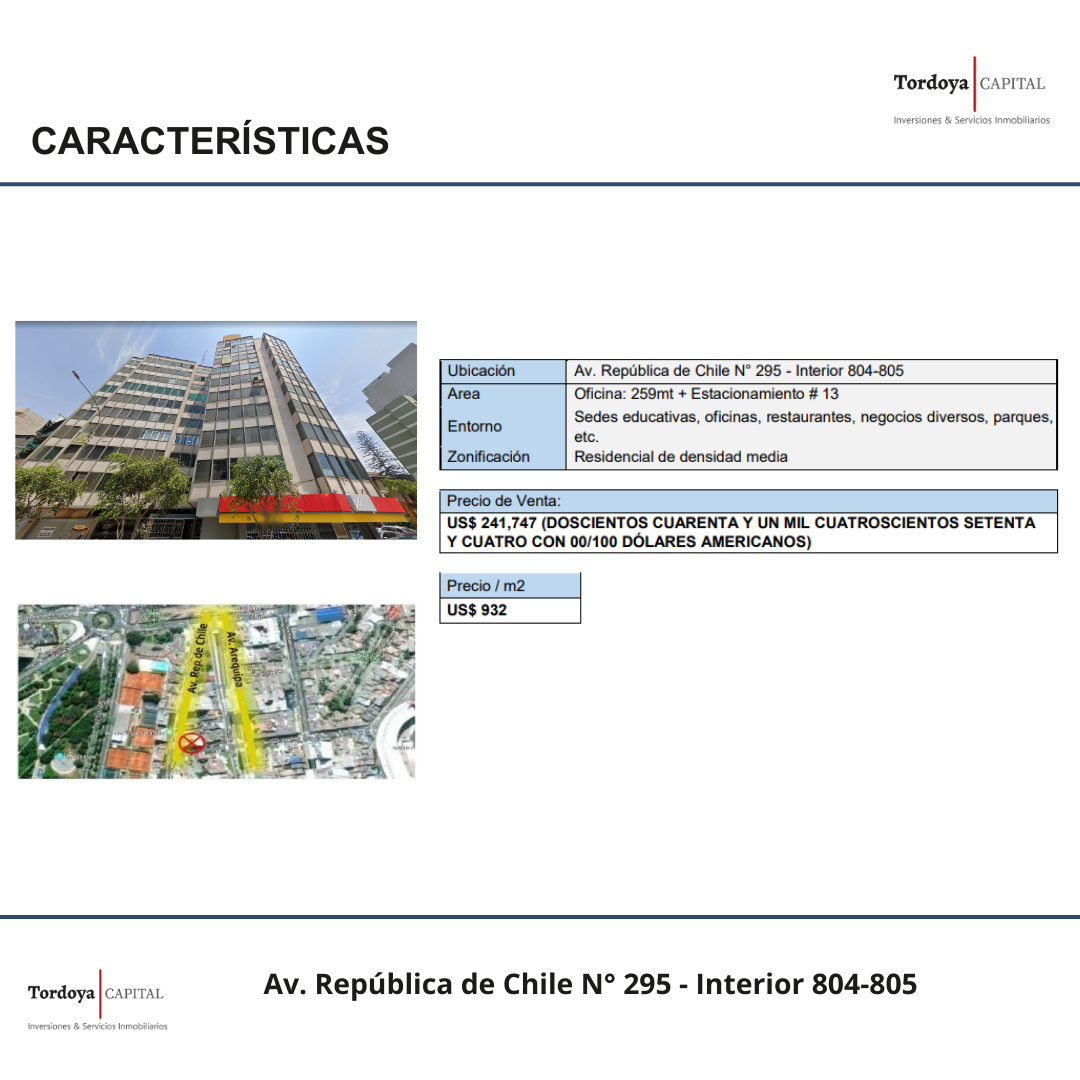 Tordoya CAPITAL
Inversiones & Servicios Inmobiliarios
CARACTERÍSTICAS
Ubicación Av. República de Chile N° 295 - Interior 804-805
Area Oficina: 259mt + Estacionamiento # 13
Entorno Sedes educativas, oficinas, restaurantes, negocios diversos, parques,
etc.
Zonificación Residencial de densidad media
Precio de Venta:
US$ 241,747 (DOSCIENTOS CUARENTA Y UN MIL CUATROSCIENTOS SETENTA
Y CUATRO CON 00/100 DÓLARES AMERICANOS)
Precio / m2
US$ 932
Av. Rep de Chile
Av. Arequipa
Tordoya CAPITAL
Inversiones & Servicios Inmobiliarios
Av. República de Chile N° 295 - Interior 804-805